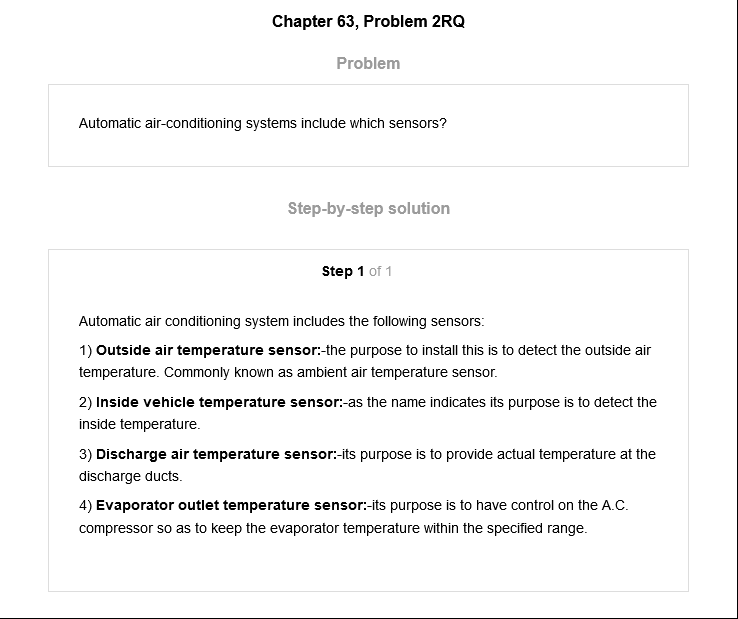 Chapter 63, Problem 2RQ
Problem
Automatic air-conditioning systems include which sensors?
Step-by-step solution
Step 1 of 1
Automatic air conditioning system includes the following sensors:
1) Outside air temperature sensor:-the purpose to install this is to detect the outside air
temperature. Commonly known as ambient air temperature sensor.
2) Inside vehicle temperature sensor:-as the name indicates its purpose is to detect the
inside temperature.
3) Discharge air temperature sensor:-its purpose is to provide actual temperature at the
discharge ducts.
4) Evaporator outlet temperature sensor:-its purpose is to have control on the A.C.
compressor so as to keep the evaporator temperature within the specified range.